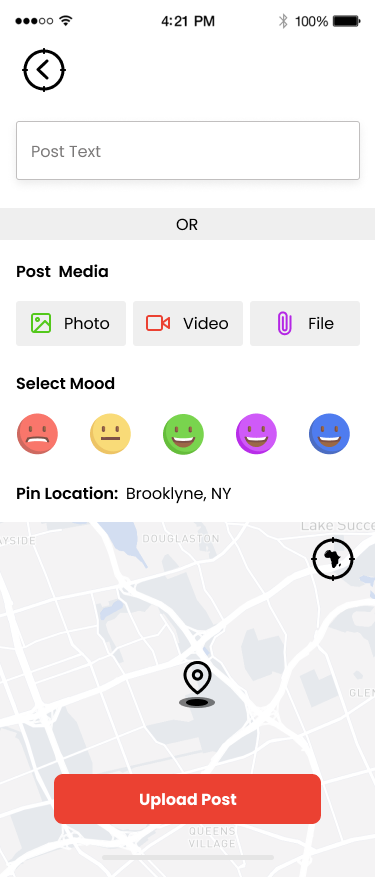 4:21 PM 100%
Post Text
OR
Post Media
Photo Video File
Select Mood
Pin Location: Brooklyne, NY
Lake Succe
AYSIDE DOUGLASTON
GLEN
Upload Post
QUEENS
VILLAGE